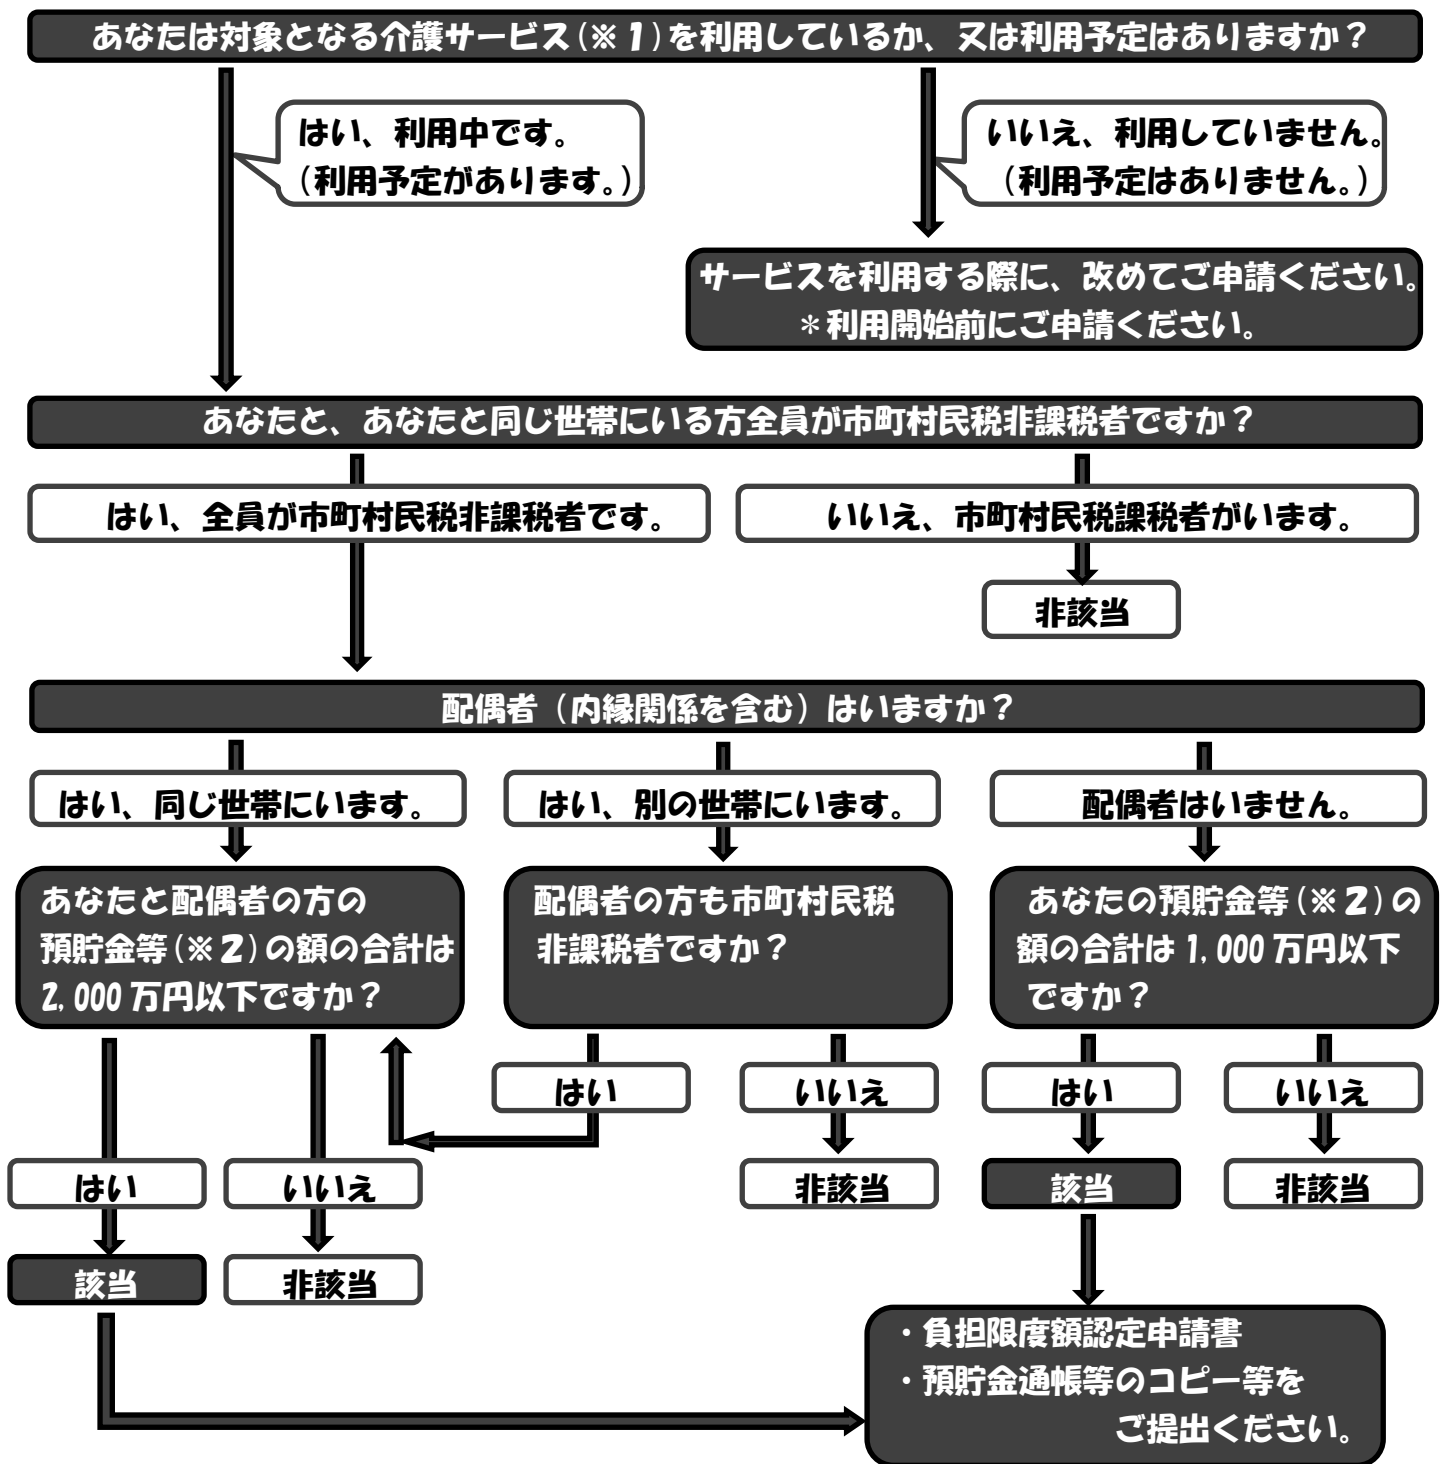 あなたは対象となる介護サービス(※1)を利用しているか、又は利用予定はありますか？
はい、利用中です。
(利用予定があります。)
いいえ、利用していません。
(利用予定はありません。)
サービスを利用する際に、改めてご申請ください。
＊利用開始前にご申請ください。
あなたと、あなたと同じ世帯にいる方全員が市町村民税非課税者ですか？
はい、全員が市町村民税非課税者です。
いいえ、市町村民税課税者がいます。
非該当
配偶者（内縁関係を含む）はいますか？
はい、同じ世帯にいます。
はい、別の世帯にいます。
配偶者はいません。
あなたと配偶者の方の
預貯金等(※2)の額の合計は
2,000万円以下ですか？
配偶者の方も市町村民税
非課税者ですか？
あなたの預貯金等(※2)の
額の合計は1,000万円以下
ですか？
はい
いいえ
はい
いいえ
はい
いいえ
非該当
該当
非該当
該当
非該当
・負担限度額認定申請書
・預貯金通帳等のコピー等を
ご提出ください。